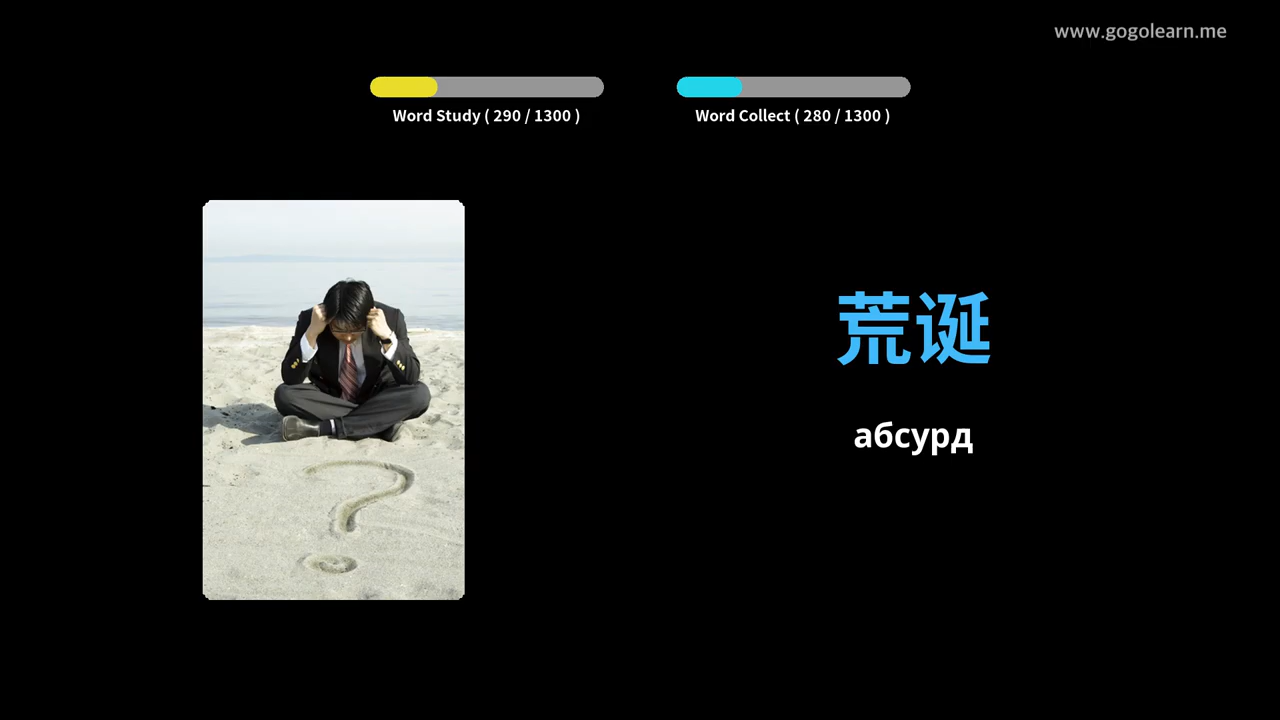 www.gogolearn.me
Word Study ( 290 / 1300 )
Word Collect ( 280 / 1300 )
荒诞
абсурд
?